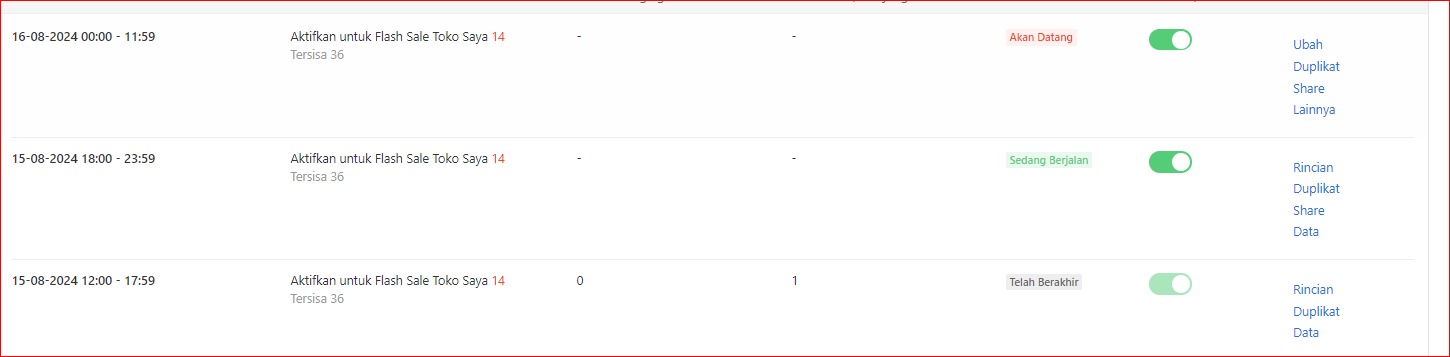 16-08-2024 00:00 - 11:59 Aktifkan untuk Flash Sale Toko Saya 14 - - Akan Datang Ubah
Tersisa 36
Duplikat
Share
Lainnya
15-08-2024 18:00 - 23:59 Aktifkan untuk Flash Sale Toko Saya 14 - - Sedang Berjalan Rincian
Tersisa 36
Duplikat
Share
Data
15-08-2024 12:00 - 17:59 Aktifkan untuk Flash Sale Toko Saya 14 0 1 Telah Berakhir Rincian
Tersisa 36
Duplikat
Data